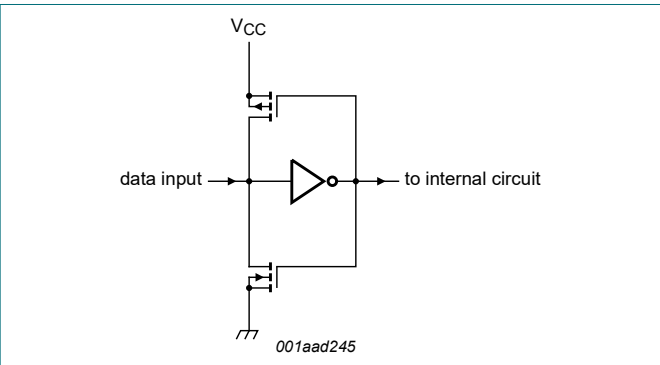 VCC
data input
to internal circuit
001aad245